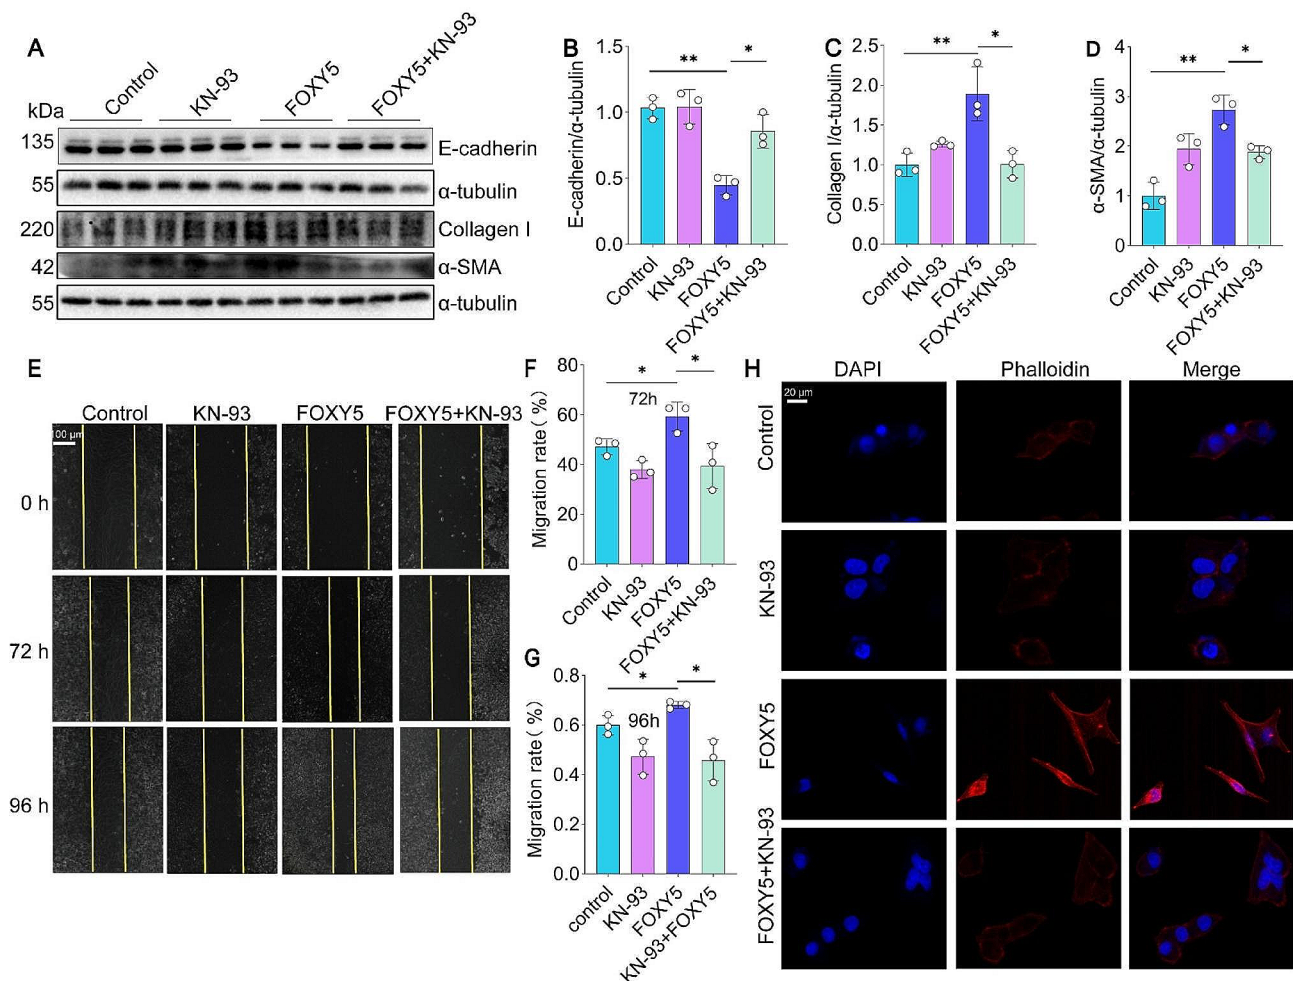 A
Control
KN-93
FOXY5
FOXY5+KN-93
kDa
135
E-cadherin
55
α-tubulin
220
Collagen I
42
α-SMA
55
α-tubulin
B
E-cadherin/α-tubulin
1.5
1.0
0.5
0.0
**
*
Control
KN-93
FOXY5
FOXY5+KN-93
C
Collagen I/α-tubulin
2.5
2.0
1.5
1.0
0.5
0.0
**
*
Control
KN-93
FOXY5
FOXY5+KN-93
D
α-SMA/α-tubulin
4
3
2
1
0
**
*
Control
KN-93
FOXY5
FOXY5+KN-93
E
Control
KN-93
FOXY5
FOXY5+KN-93
100 μm
0 h
72 h
96 h
F
Migration rate( %)
80
60
40
20
0
*
*
72h
Control
KN-93
FOXY5
FOXY5+KN-93
G
Migration rate( %)
0.8
0.6
0.4
0.2
0.0
*
*
96h
control
KN-93
FOXY5
KN-93+FOXY5
H
DAPI
Phalloidin
Merge
20 μm
Control
KN-93
FOXY5
FOXY5+KN-93